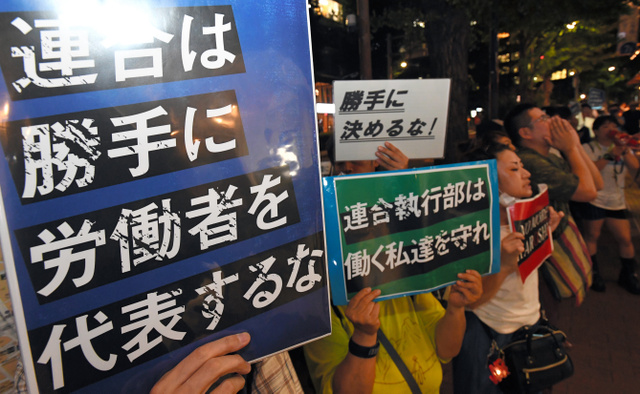 連合は
勝手に
労働者を
代表するな
勝手に
決めるな!
連合執行部は
働く私達を守れ